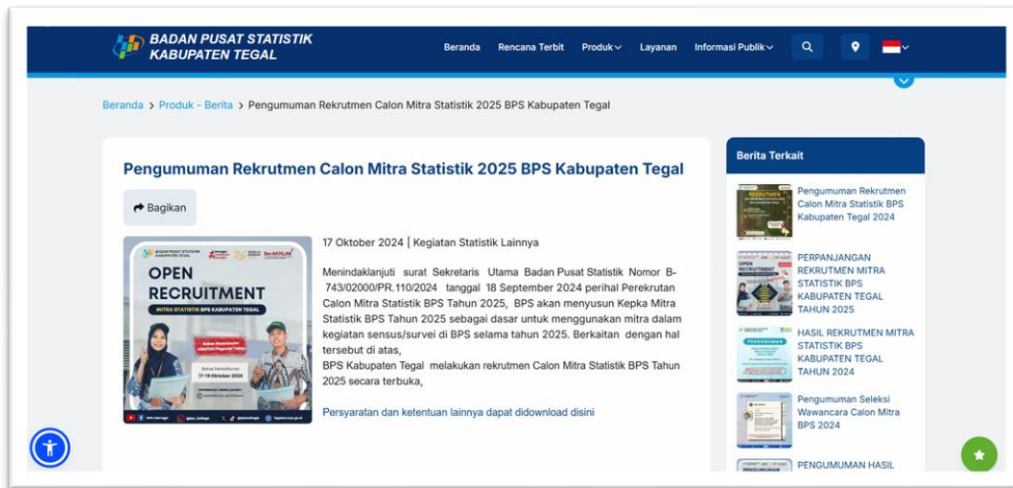 BADAN PUSAT STATISTIK
KABUPATEN TEGAL
Beranda Rencana Terbit Produk Layanan Informasi Publik
Beranda > Produk - Berita > Pengumuman Rekrutmen Calon Mitra Statistik 2025 BPS Kabupaten Tegal
Pengumuman Rekrutmen Calon Mitra Statistik 2025 BPS Kabupaten Tegal
Bagikan
OPEN
RECRUITMENT
MITRA STATISTIK BPS KABUPATEN TEGAL
17-19 Oktober 2024
17 Oktober 2024 | Kegiatan Statistik Lainnya
Menindaklanjuti surat Sekretaris Utama Badan Pusat Statistik Nomor B-
743/02000/PR.110/2024 tanggal 18 September 2024 perihal Perekrutan
Calon Mitra Statistik BPS Tahun 2025, BPS akan menyusun Kepka Mitra
Statistik BPS Tahun 2025 sebagai dasar untuk menggunakan mitra dalam
kegiatan sensus/survei di BPS selama tahun 2025. Berkaitan dengan hal
tersebut di atas,
BPS Kabupaten Tegal melakukan rekrutmen Calon Mitra Statistik BPS Tahun
2025 secara terbuka,
Persyaratan dan ketentuan lainnya dapat didownload disini
Berita Terkait
Pengumuman Rekrutmen
Calon Mitra Statistik BPS
Kabupaten Tegal 2024
PERPANJANGAN
REKRUTMEN MITRA
STATISTIK BPS
KABUPATEN TEGAL
TAHUN 2025
HASIL REKRUTMEN MITRA
STATISTIK BPS
KABUPATEN TEGAL
TAHUN 2024
Pengumuman Seleksi
Wawancara Calon Mitra
BPS 2024
PENGUMUMAN HASIL